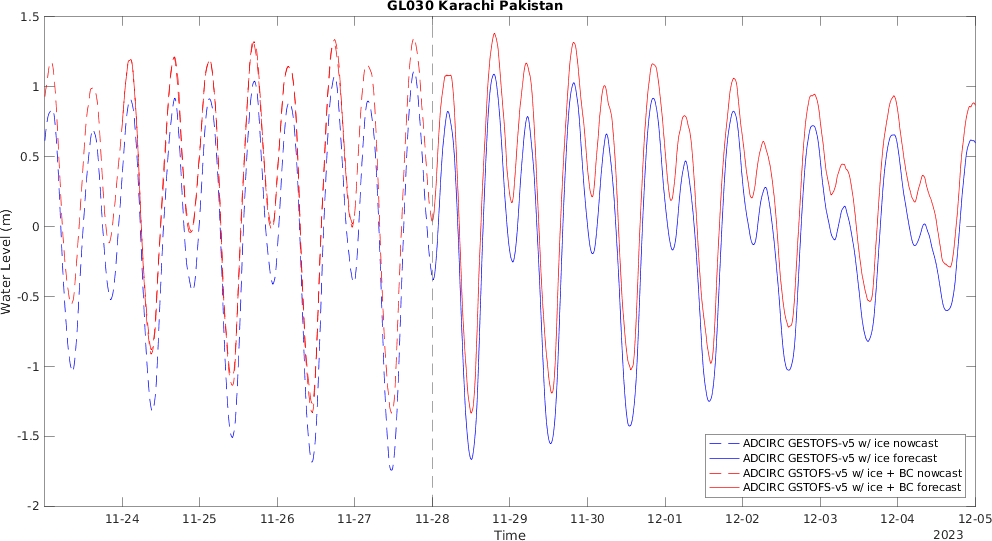 GL030 Karachi Pakistan
1.5
1
0.5
0
-0.5
-1
-1.5
-2
Water Level (m)
ADCIRC GESTOFS-v5 w/ ice nowcast
ADCIRC GESTOFS-v5 w/ ice forecast
ADCIRC GSTOFS-v5 w/ ice + BC nowcast
ADCIRC GSTOFS-v5 w/ ice + BC forecast
11-24 11-25 11-26 11-27 11-28 11-29 11-30 12-01 12-02 12-03 12-04 12-05
Time
2023